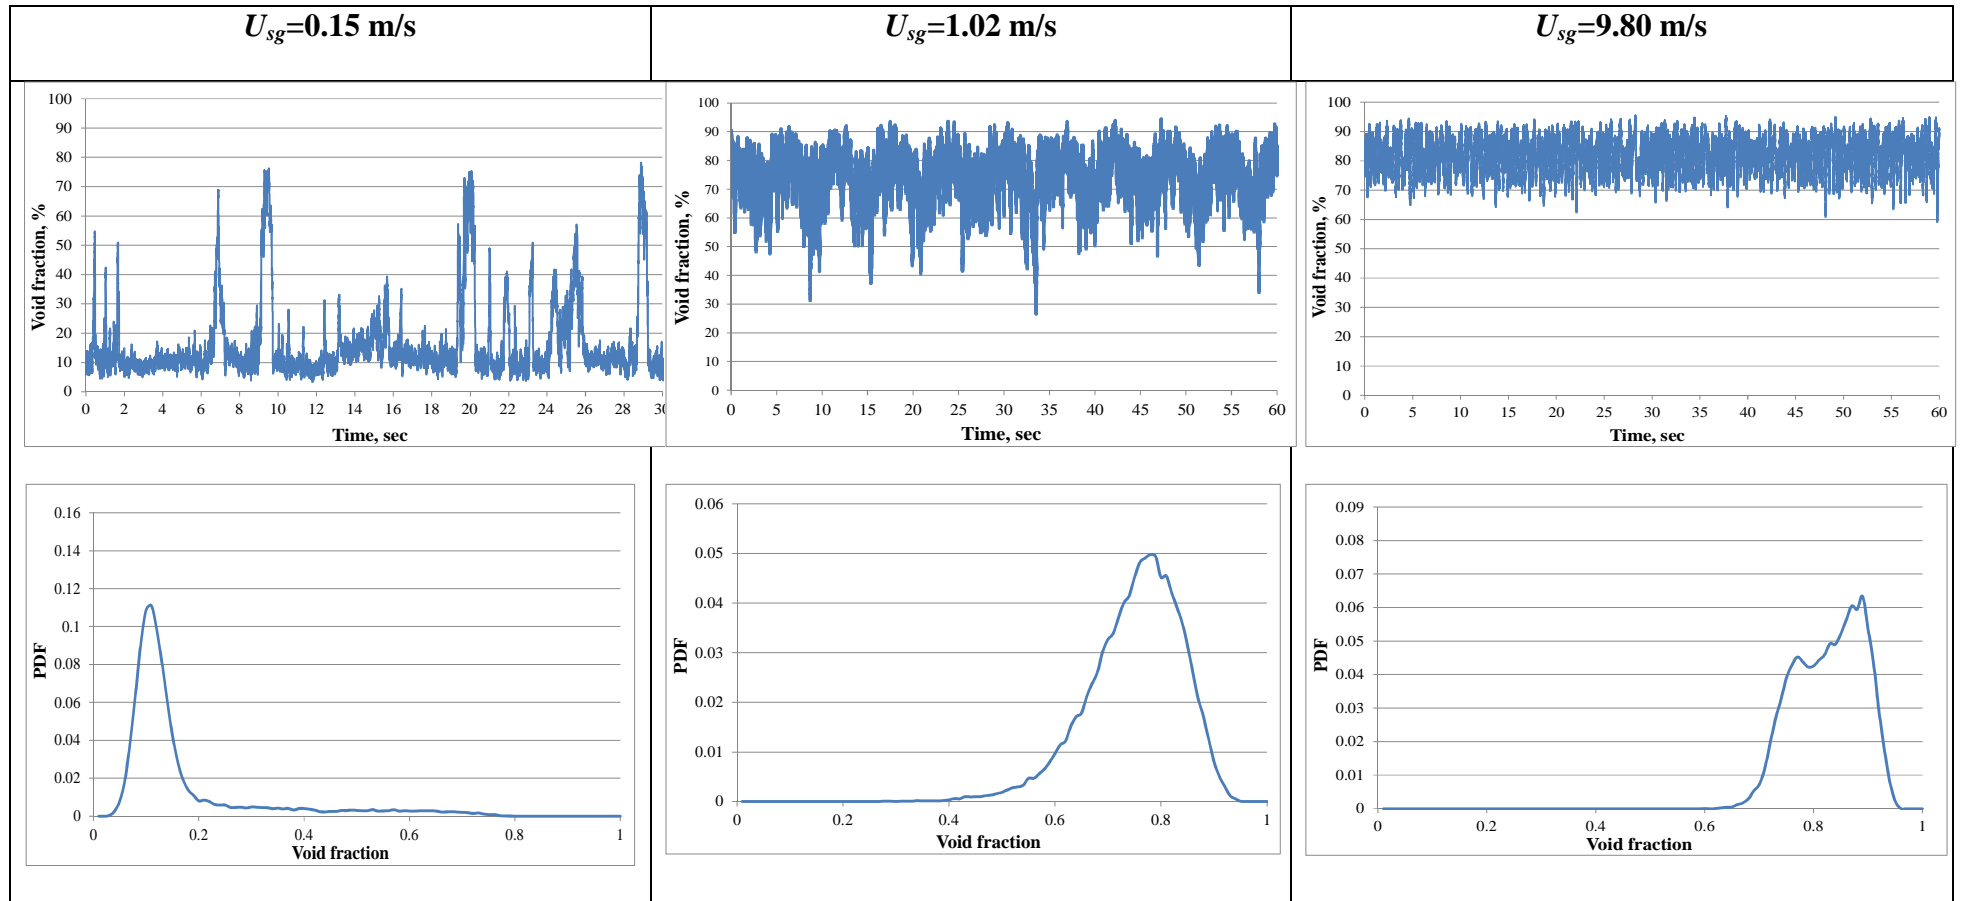 U_sg=0.15 m/s
U_sg=1.02 m/s
U_sg=9.80 m/s
Void fraction, %
100
90
80
70
60
50
40
30
20
10
0
0 2 4 6 8 10 12 14 16 18 20 22 24 26 28 30
Time, sec
Void fraction, %
100
90
80
70
60
50
40
30
20
10
0
0 5 10 15 20 25 30 35 40 45 50 55 60
Time, sec
Void fraction, %
100
90
80
70
60
50
40
30
20
10
0
0 5 10 15 20 25 30 35 40 45 50 55 60
Time, sec
PDF
0.16
0.14
0.12
0.1
0.08
0.06
0.04
0.02
0
0 0.2 0.4 0.6 0.8 1
Void fraction
PDF
0.06
0.05
0.04
0.03
0.02
0.01
0
0 0.2 0.4 0.6 0.8 1
Void fraction
PDF
0.09
0.08
0.07
0.06
0.05
0.04
0.03
0.02
0.01
0
0 0.2 0.4 0.6 0.8 1
Void fraction